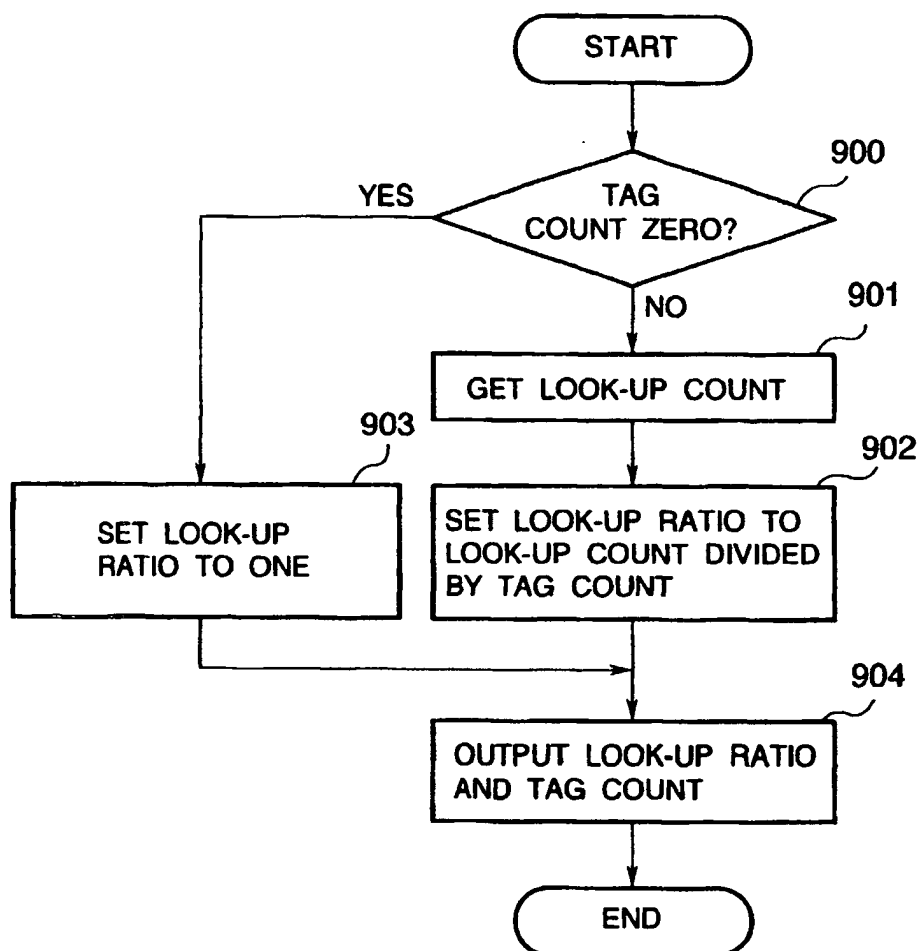 START
900
TAG
COUNT ZERO?
YES
NO
901
GET LOOK-UP COUNT
903
SET LOOK-UP
RATIO TO ONE
902
SET LOOK-UP RATIO TO
LOOK-UP COUNT DIVIDED
BY TAG COUNT
904
OUTPUT LOOK-UP RATIO
AND TAG COUNT
END